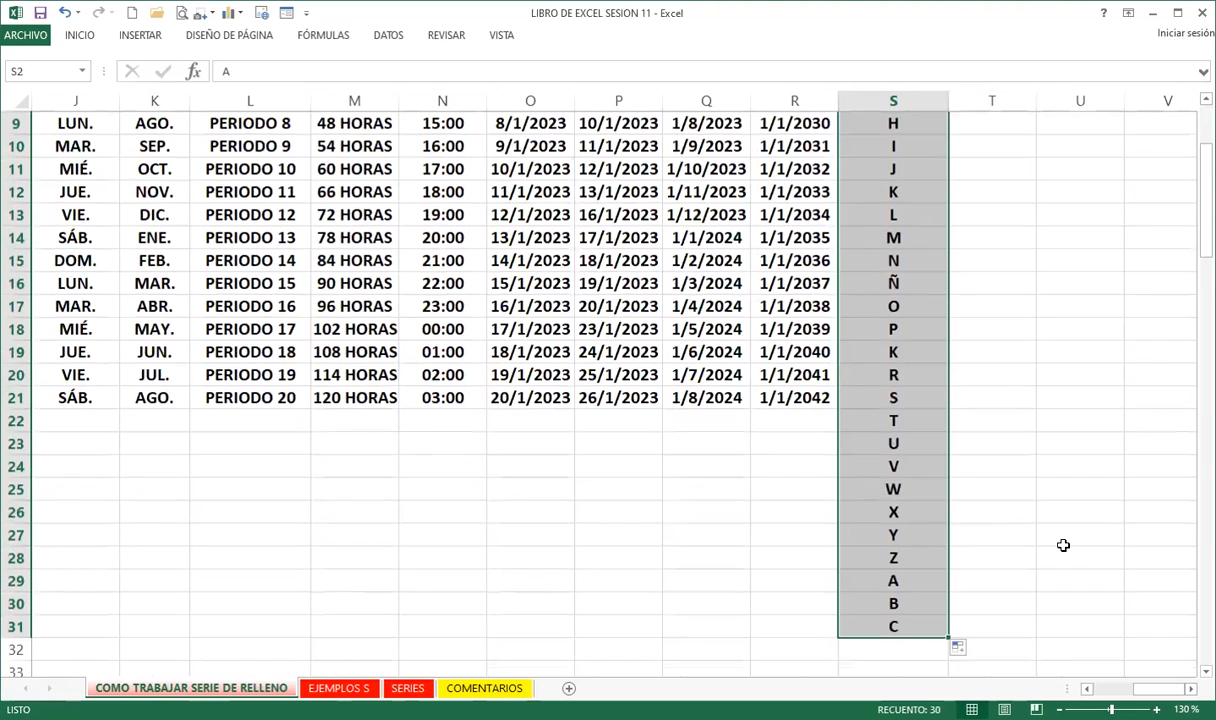 LIBRO DE EXCEL SESION 11 - Excel
?
ARCHIVO INICIO INSERTAR DISEÑO DE PÁGINA FÓRMULAS DATOS REVISAR VISTA Iniciar sesión
S2 fx A
J K L M N O P Q R S T U V
9 LUN. AGO. PERIODO 8 48 HORAS 15:00 8/1/2023 10/1/2023 1/8/2023 1/1/2030 H
10 MAR. SEP. PERIODO 9 54 HORAS 16:00 9/1/2023 11/1/2023 1/9/2023 1/1/2031 I
11 MIÉ. OCT. PERIODO 10 60 HORAS 17:00 10/1/2023 12/1/2023 1/10/2023 1/1/2032 J
12 JUE. NOV. PERIODO 11 66 HORAS 18:00 11/1/2023 13/1/2023 1/11/2023 1/1/2033 K
13 VIE. DIC. PERIODO 12 72 HORAS 19:00 12/1/2023 16/1/2023 1/12/2023 1/1/2034 L
14 SÁB. ENE. PERIODO 13 78 HORAS 20:00 13/1/2023 17/1/2023 1/1/2024 1/1/2035 M
15 DOM. FEB. PERIODO 14 84 HORAS 21:00 14/1/2023 18/1/2023 1/2/2024 1/1/2036 N
16 LUN. MAR. PERIODO 15 90 HORAS 22:00 15/1/2023 19/1/2023 1/3/2024 1/1/2037 Ñ
17 MAR. ABR. PERIODO 16 96 HORAS 23:00 16/1/2023 20/1/2023 1/4/2024 1/1/2038 O
18 MIÉ. MAY. PERIODO 17 102 HORAS 00:00 17/1/2023 23/1/2023 1/5/2024 1/1/2039 P
19 JUE. JUN. PERIODO 18 108 HORAS 01:00 18/1/2023 24/1/2023 1/6/2024 1/1/2040 K
20 VIE. JUL. PERIODO 19 114 HORAS 02:00 19/1/2023 25/1/2023 1/7/2024 1/1/2041 R
21 SÁB. AGO. PERIODO 20 120 HORAS 03:00 20/1/2023 26/1/2023 1/8/2024 1/1/2042 S
22 T
23 U
24 V
25 W
26 X
27 Y
28 Z
29 A
30 B
31 C
32
33
COMO TRABAJAR SERIE DE RELLENO EJEMPLOS S SERIES COMENTARIOS
LISTO RECUENTO: 30 130 %